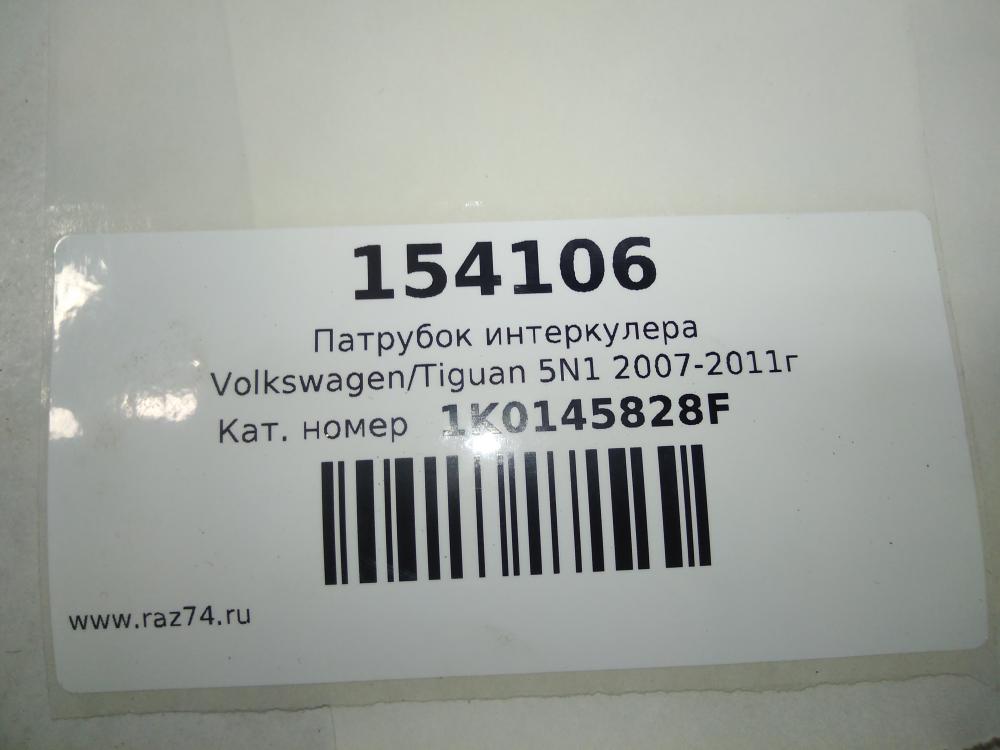 154106
Патрубок интеркулера
Volkswagen/Tiguan 5N1 2007-2011г
Кат. номер 1K0145828F
www.raz74.ru